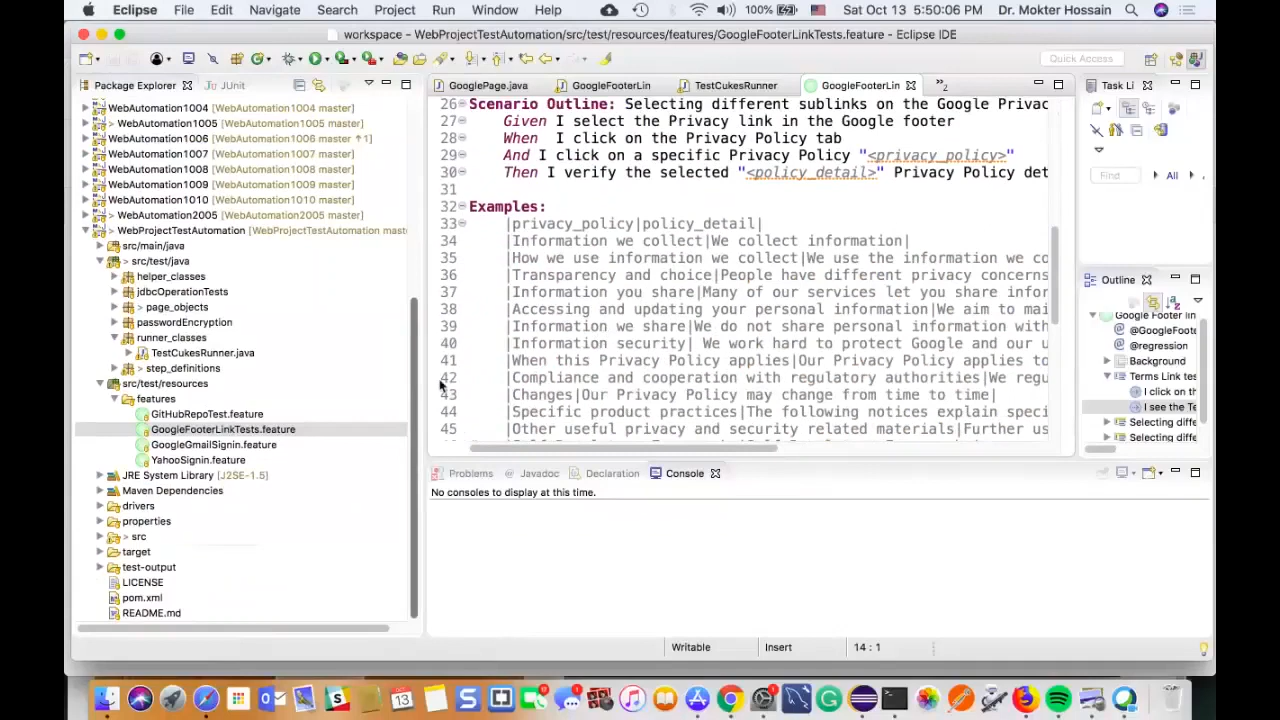 Eclipse File Edit Navigate Search Project Run Window Help 100% Sat Oct 13 5:50:06 PM Dr. Mokter Hossain
workspace – WebProjectTestAutomation/src/test/resources/features/GoogleFooterLinkTests.feature – Eclipse IDE
Quick Access
Package Explorer JUnit
WebAutomation1004 [WebAutomation1004 master]
> WebAutomation1005 [WebAutomation1005 master]
WebAutomation1006 [WebAutomation1006 master ↑1]
WebAutomation1007 [WebAutomation1007 master]
WebAutomation1008 [WebAutomation1008 master]
WebAutomation1009 [WebAutomation1009 master]
WebAutomation1010 [WebAutomation1010 master]
> WebAutomation2005 [WebAutomation2005 master]
> WebProjectTestAutomation [WebProjectTestAutomation mast
src/main/java
> src/test/java
helper_classes
jdbcOperationTests
> page_objects
passwordEncryption
runner_classes
TestCukesRunner.java
> step_definitions
src/test/resources
features
GitHubRepoTest.feature
GoogleFooterLinkTests.feature
GoogleGmailSignin.feature
YahooSignin.feature
JRE System Library [J2SE-1.5]
Maven Dependencies
drivers
properties
> src
target
test-output
LICENSE
pom.xml
README.md
GooglePage.java GoogleFooterLin TestCukesRunner GoogleFooterLin »2
26 Scenario Outline: Selecting different sublinks on the Google Privac
27 Given I select the Privacy link in the Google footer
28 When I click on the Privacy Policy tab
29 And I click on a specific Privacy Policy "<privacy_policy>"
30 Then I verify the selected "<policy_detail>" Privacy Policy det
31
32 Examples:
33 |privacy_policy|policy_detail|
34 |Information we collect|We collect information|
35 |How we use information we collect|We use the information we co
36 |Transparency and choice|People have different privacy concerns
37 |Information you share|Many of our services let you share infor
38 |Accessing and updating your personal information|We aim to mai
39 |Information we share|We do not share personal information with
40 |Information security| We work hard to protect Google and our u
41 |When this Privacy Policy applies|Our Privacy Policy applies to
42 |Compliance and cooperation with regulatory authorities|We regu
43 |Changes|Our Privacy Policy may change from time to time|
44 |Specific product practices|The following notices explain speci
45 |Other useful privacy and security related materials|Further us
Problems Javadoc Declaration Console
No consoles to display at this time.
Task Li
Find All
Outline
Google Footer lin
@GoogleFoote
@regression
Background
Terms Link tes
I click on th
I see the Te
Selecting diffe
Selecting diffe
Writable Insert 14 : 1